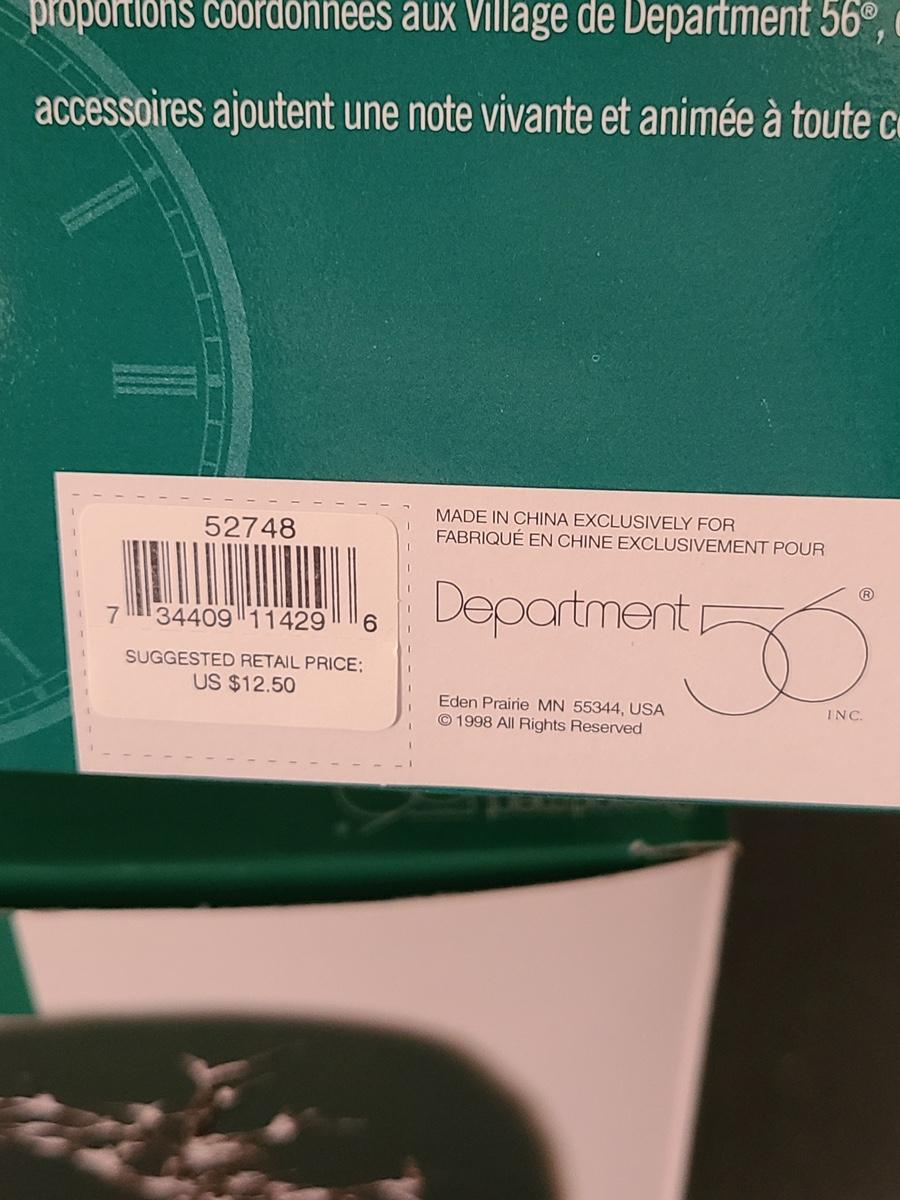 proportions coordonnées aux Village de Department 56®,
accessoires ajoutent une note vivante et animée à toute
52748
7 34409 11429 6
SUGGESTED RETAIL PRICE:
US $12.50
MADE IN CHINA EXCLUSIVELY FOR
FABRIQUÉ EN CHINE EXCLUSIVEMENT POUR
Department 56®
INC.
Eden Prairie MN 55344, USA
© 1998 All Rights Reserved